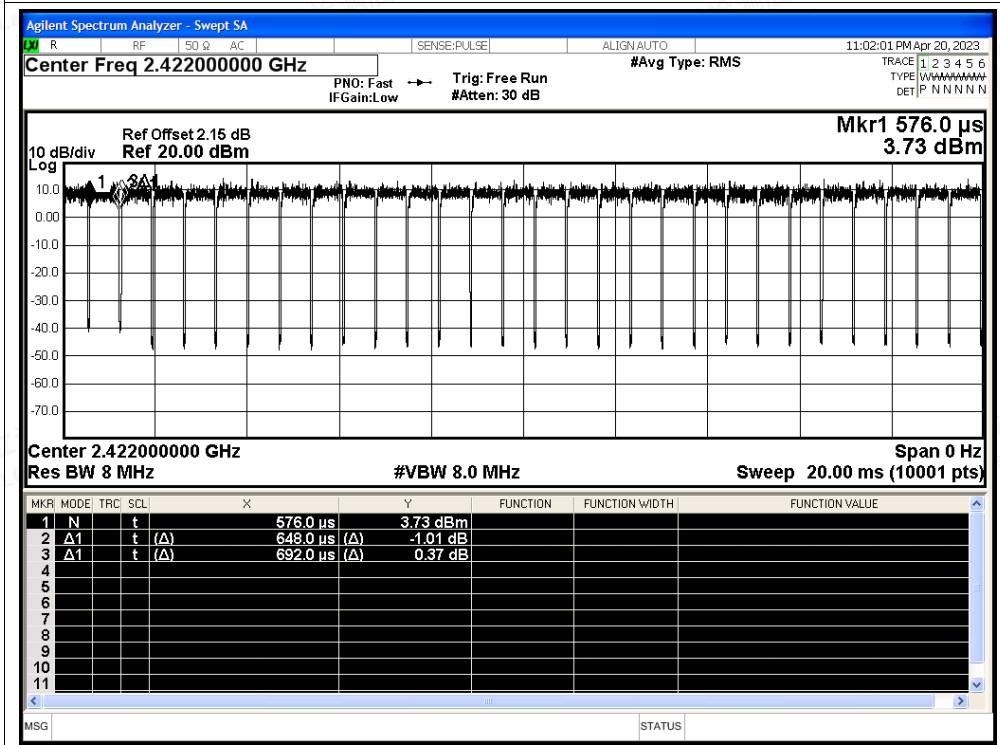 Agilent Spectrum Analyzer - Swept SA
LXI R RF 50 Ω AC SENSE:PULSE ALIGN AUTO 11:02:01 PM Apr 20, 2023
Center Freq 2.422000000 GHz #Avg Type: RMS TRACE 1 2 3 4 5 6
PNO: Fast Trig: Free Run TYPE W
IFGain:Low #Atten: 30 dB DET P N N N N N
Mkr1 576.0 µs
Ref Offset 2.15 dB
10 dB/div Ref 20.00 dBm 3.73 dBm
Log
1 3Δ1
10.0
0.00
-10.0
-20.0
-30.0
-40.0
-50.0
-60.0
-70.0
Center 2.422000000 GHz Span 0 Hz
Res BW 8 MHz #VBW 8.0 MHz Sweep 20.00 ms (10001 pts)
MKR MODE TRC SCL X Y FUNCTION FUNCTION WIDTH FUNCTION VALUE
1 N t 576.0 µs 3.73 dBm
2 Δ1 t (Δ) 648.0 µs (Δ) -1.01 dB
3 Δ1 t (Δ) 692.0 µs (Δ) 0.37 dB
4
5
6
7
8
9
10
11
MSG STATUS